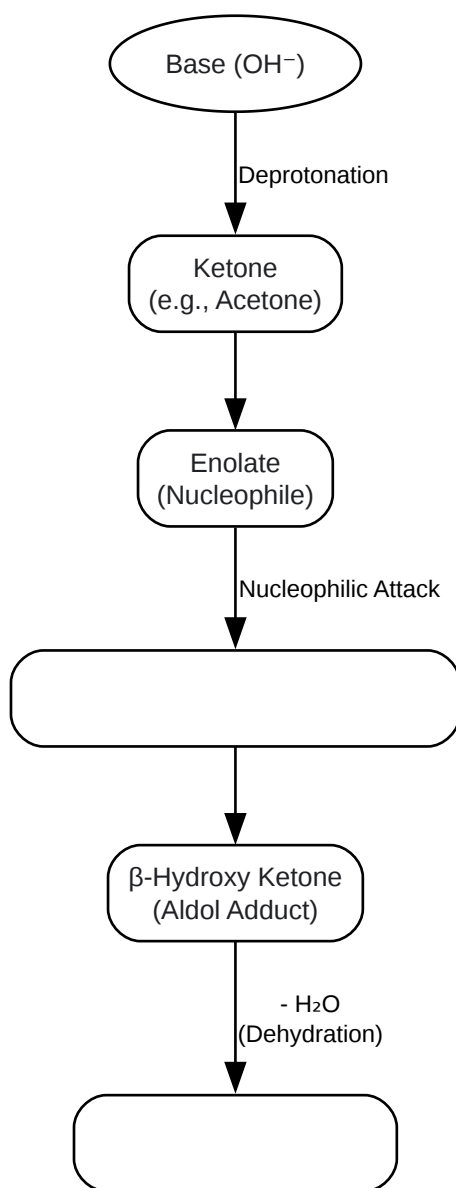 Base (OH⁻)
Deprotonation
Ketone
(e.g., Acetone)
Enolate
(Nucleophile)
Nucleophilic Attack
β-Hydroxy Ketone
(Aldol Adduct)
- H₂O
(Dehydration)